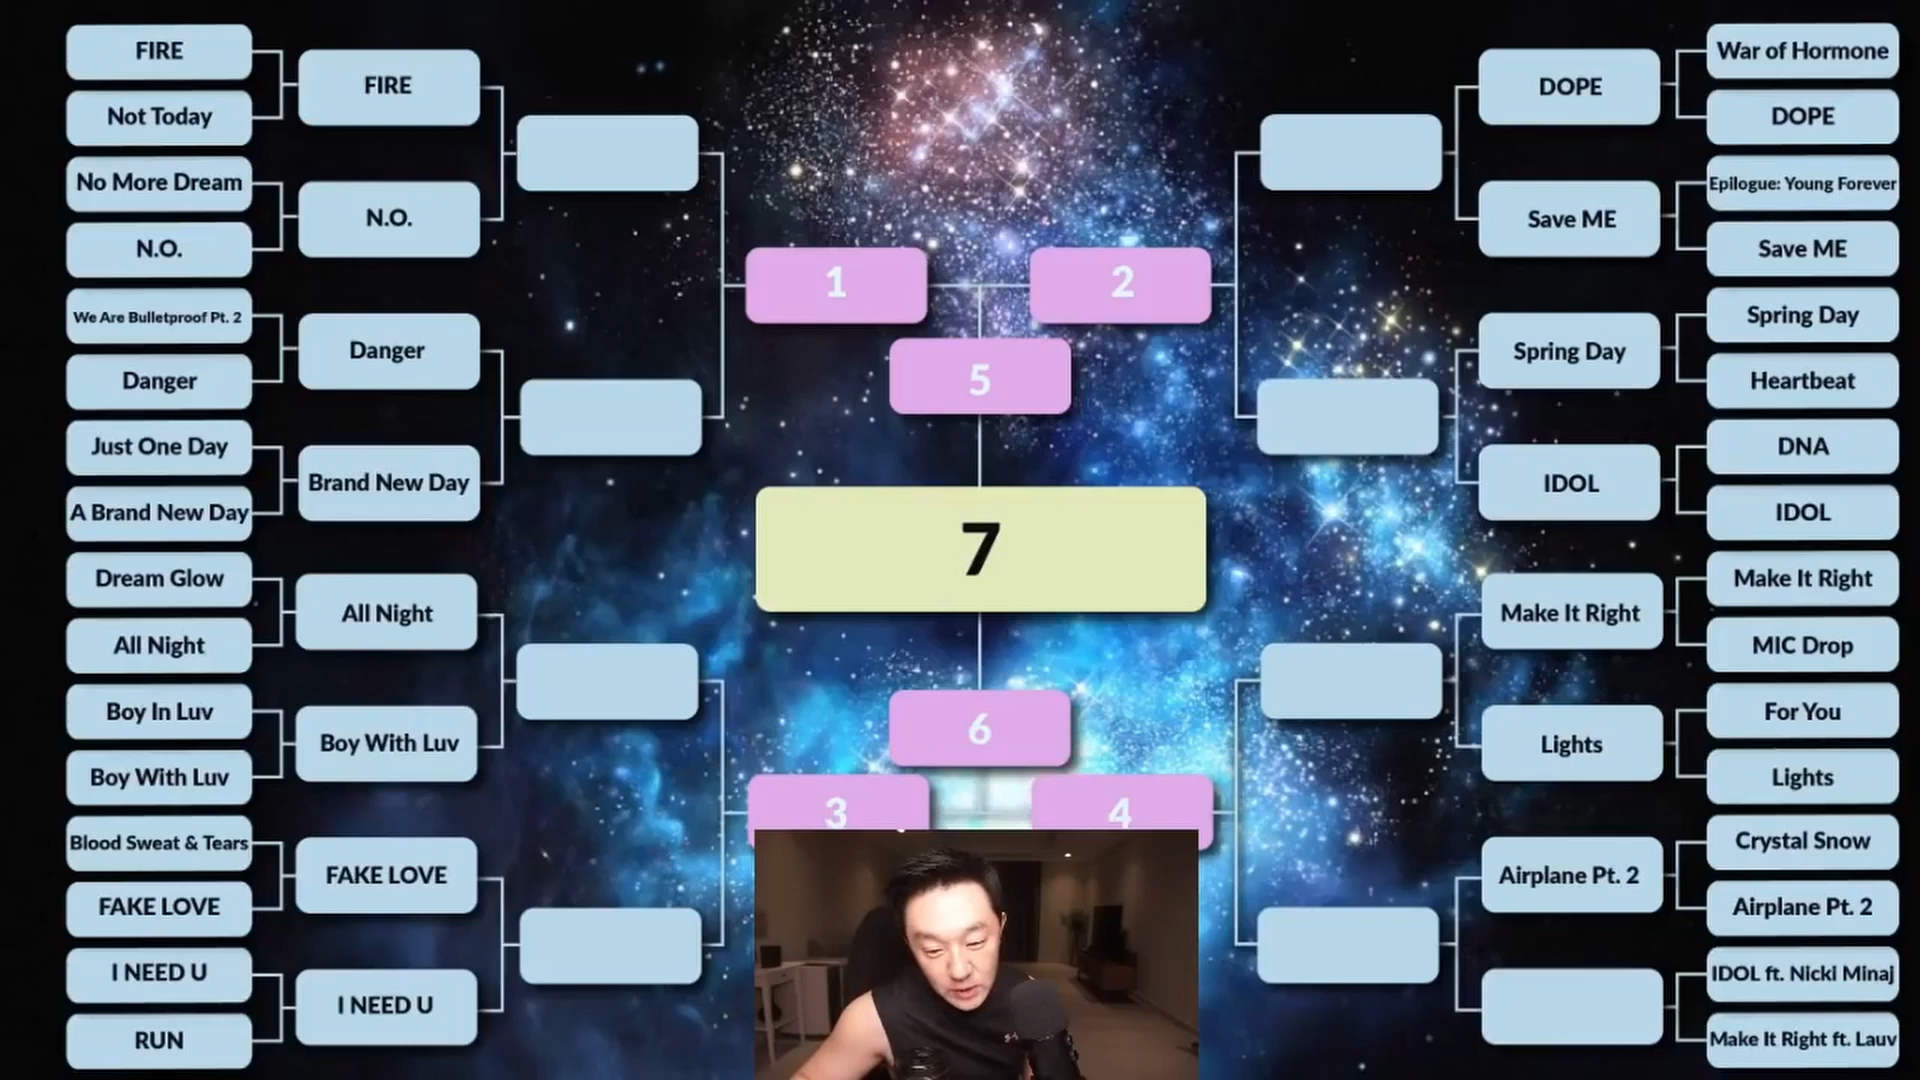 FIRE
Not Today
No More Dream
N.O.
We Are Bulletproof Pt. 2
Danger
Just One Day
A Brand New Day
Dream Glow
All Night
Boy In Luv
Boy With Luv
Blood Sweat & Tears
FAKE LOVE
I NEED U
RUN
FIRE
N.O.
Danger
Brand New Day
All Night
Boy With Luv
FAKE LOVE
I NEED U
1
2
5
7
6
3
4
DOPE
Save ME
Spring Day
IDOL
Make It Right
Lights
Airplane Pt. 2
War of Hormone
DOPE
Epilogue: Young Forever
Save ME
Spring Day
Heartbeat
DNA
IDOL
Make It Right
MIC Drop
For You
Lights
Crystal Snow
Airplane Pt. 2
IDOL ft. Nicki Minaj
Make It Right ft. Lauv